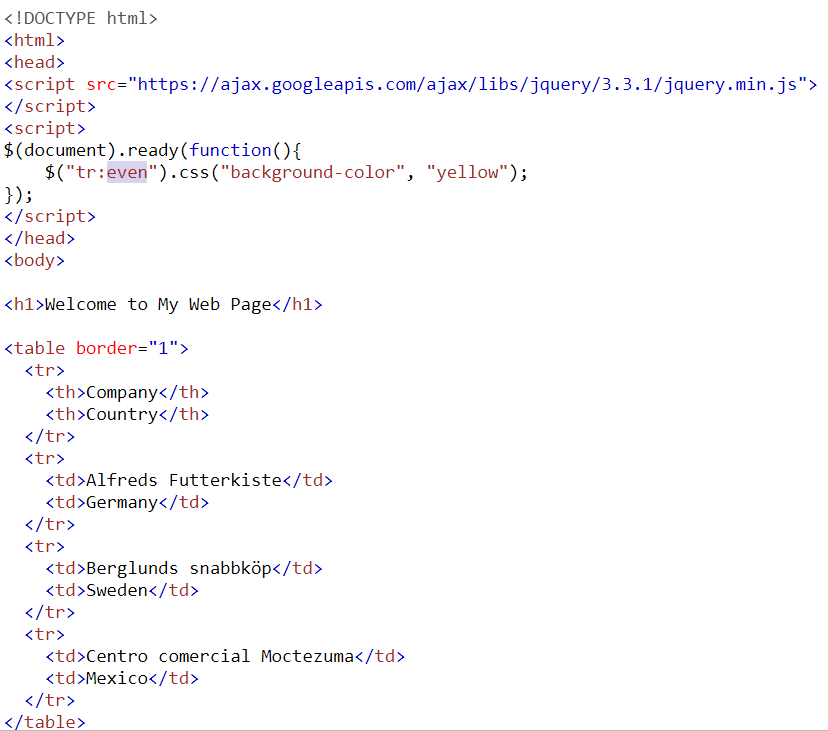 <!DOCTYPE html>
<html>
<head>
<script src="https://ajax.googleapis.com/ajax/libs/jquery/3.3.1/jquery.min.js">
</script>
<script>
$(document).ready(function(){
    $("tr:even").css("background-color", "yellow");
});
</script>
</head>
<body>

<h1>Welcome to My Web Page</h1>

<table border="1">
  <tr>
    <th>Company</th>
    <th>Country</th>
  </tr>
  <tr>
    <td>Alfreds Futterkiste</td>
    <td>Germany</td>
  </tr>
  <tr>
    <td>Berglunds snabbköp</td>
    <td>Sweden</td>
  </tr>
  <tr>
    <td>Centro comercial Moctezuma</td>
    <td>Mexico</td>
  </tr>
</table>